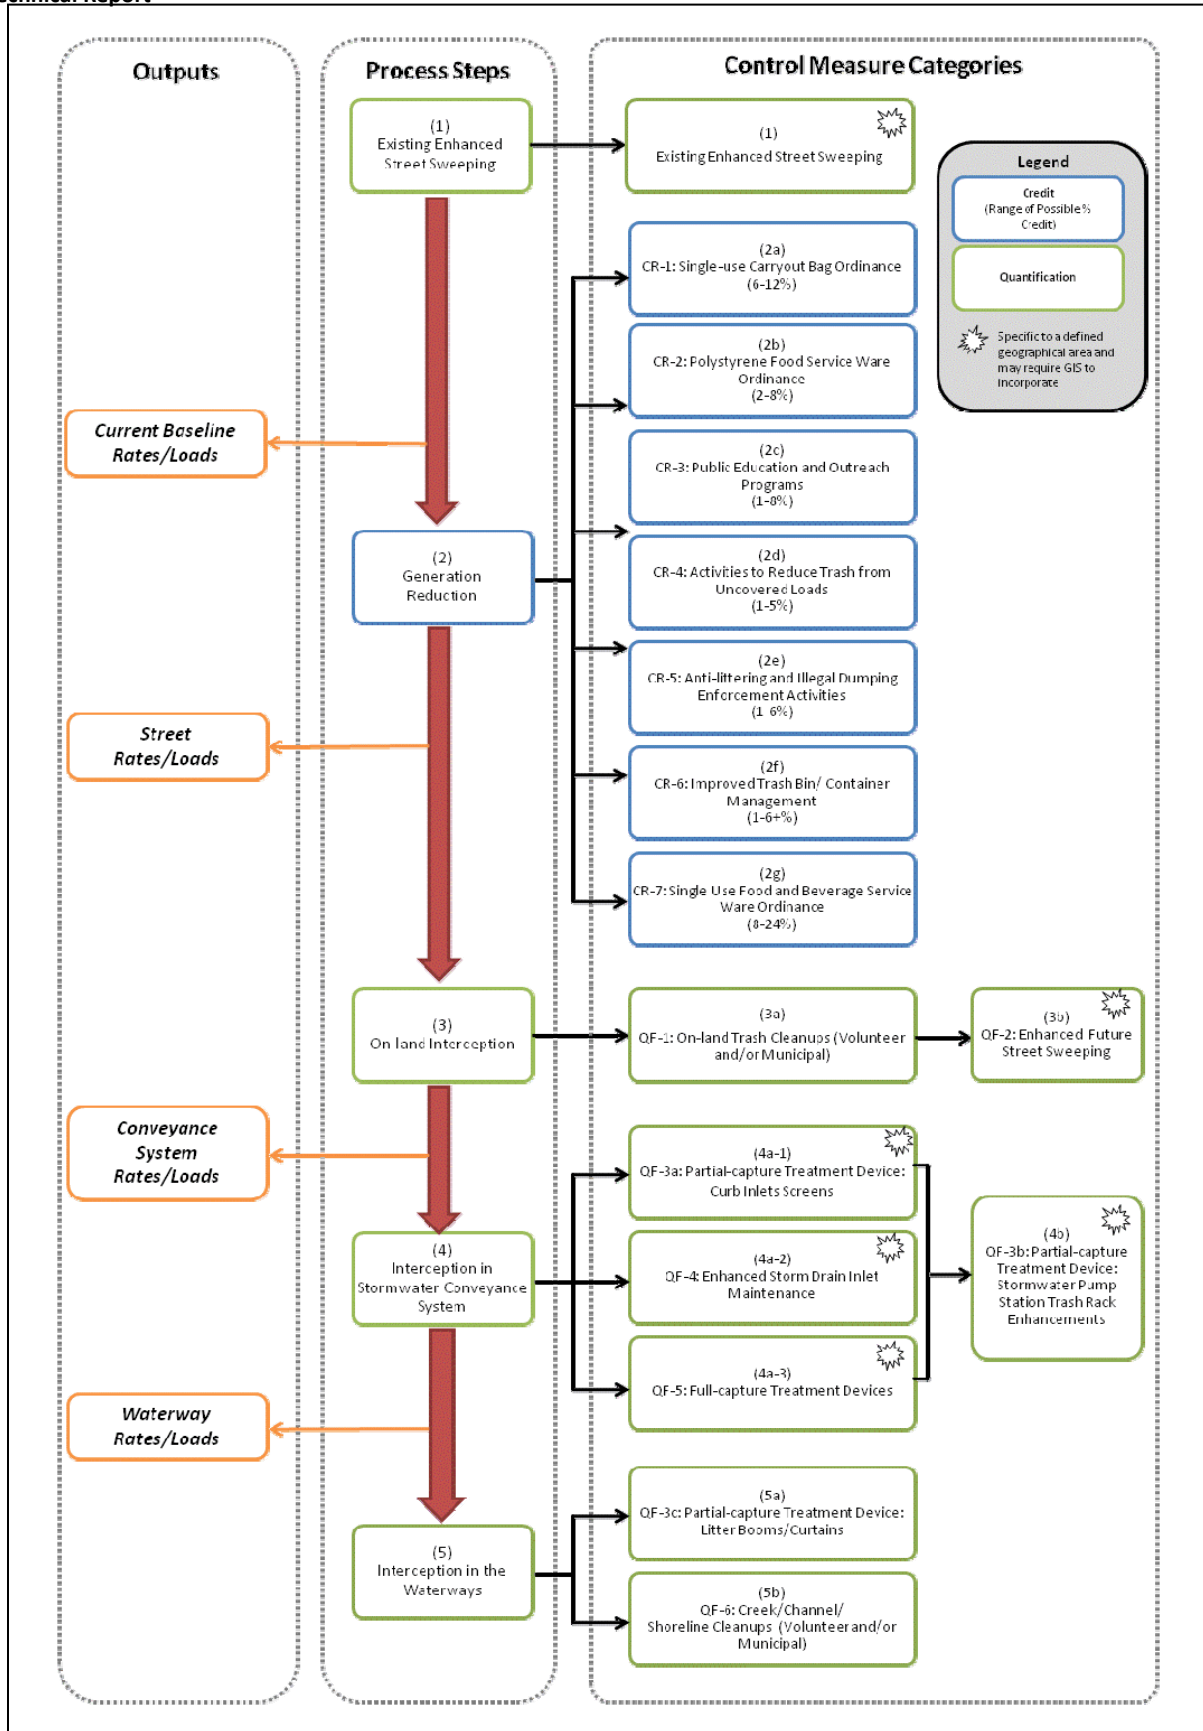 Technical Report
Outputs
Process Steps
Control Measure Categories
(1)
Existing Enhanced
Street Sweeping
(1)
Existing Enhanced Street Sweeping
Legend
Credit
(Range of Possible %
Credit)
Quantification
Specific to a defined
geographical area and
may require GIS to
incorporate
(2a)
CR-1: Single-use Carryout Bag Ordinance
(6-12%)
(2b)
CR-2: Polystyrene Food Service Ware
Ordinance
(2-8%)
Current Baseline
Rates/Loads
(2c)
CR-3: Public Education and Outreach
Programs
(1-8%)
(2)
Generation
Reduction
(2d)
CR-4: Activities to Reduce Trash from
Uncovered Loads
(1-5%)
(2e)
CR-5: Anti-littering and Illegal Dumping
Enforcement Activities
(1-6%)
Street
Rates/Loads
(2f)
CR-6: Improved Trash Bin/ Container
Management
(1-6+%)
(2g)
CR-7: Single Use Food and Beverage Service
Ware Ordinance
(8-24%)
(3)
On-land Interception
(3a)
QF-1: On-land Trash Cleanups (Volunteer
and/or Municipal)
(3b)
QF-2: Enhanced Future
Street Sweeping
Conveyance
System
Rates/Loads
(4a-1)
QF-3a: Partial-capture Treatment Device:
Curb Inlets Screens
(4)
Interception in
Stormwater Conveyance
System
(4a-2)
QF-4: Enhanced Storm Drain Inlet
Maintenance
(4b)
QF-3b: Partial-capture
Treatment Device:
Stormwater Pump
Station Trash Rack
Enhancements
(4a-3)
QF-5: Full-capture Treatment Devices
Waterway
Rates/Loads
(5)
Interception in the
Waterways
(5a)
QF-3c: Partial-capture Treatment Device:
Litter Booms/Curtains
(5b)
QF-6: Creek/Channel/
Shoreline Cleanups (Volunteer and/or
Municipal)